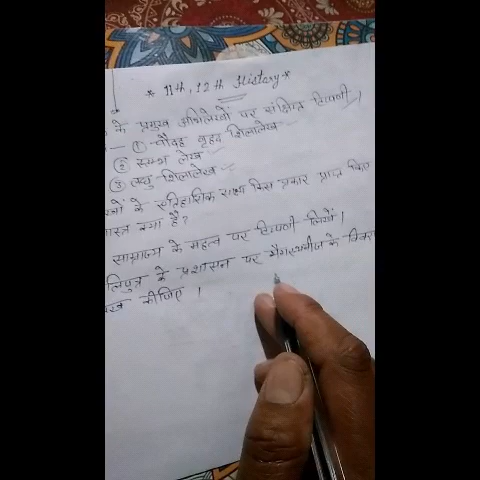 * 11th, 12th History *
के प्रमुख अभिलेखों पर संक्षिप्त टिप्पणी।
① चौदह वृहद शिलालेख
② स्तम्भ लेख
③ लघु शिलालेख
के ऐतिहासिक साक्ष्य किस प्रकार प्राप्त किए
क्या है?
साम्राज्य के महत्व पर टिप्पणी लिखें।
लिपुत्र के प्रशासन पर मैगस्थनीज के विवर
कीजिए ।